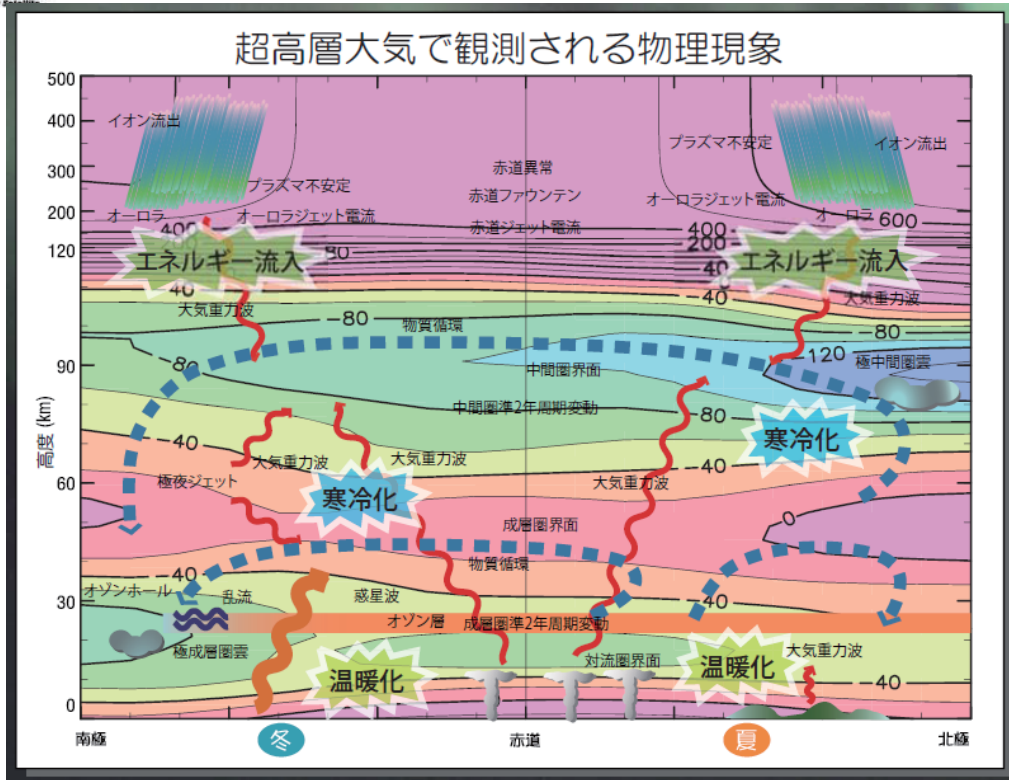 Satellite
超高層大気で観測される物理現象
500
400
300
200
120
90
60
30
0
高度 (km)
イオン流出
プラズマ不安定
オーロラ
オーロラジェット電流
赤道異常
赤道ファウンテン
赤道ジェット電流
プラズマ不安定
イオン流出
オーロラジェット電流
オーロラ
600
400
400
200
80
40
エネルギー流入
エネルギー流入
-40
-40
大気重力波
大気重力波
-80
物質循環
-80
-80
-120
極中間圏雲
中間圏界面
中間圏準2年周期変動
-80
寒冷化
-40
大気重力波
大気重力波
-40
極夜ジェット
寒冷化
大気重力波
成層圏界面
0
物質循環
-40
オゾンホール
乱流
惑星波
-40
オゾン層
成層圏準2年周期変動
極成層圏雲
温暖化
対流圏界面
温暖化
大気重力波
-40
南極
冬
赤道
夏
北極